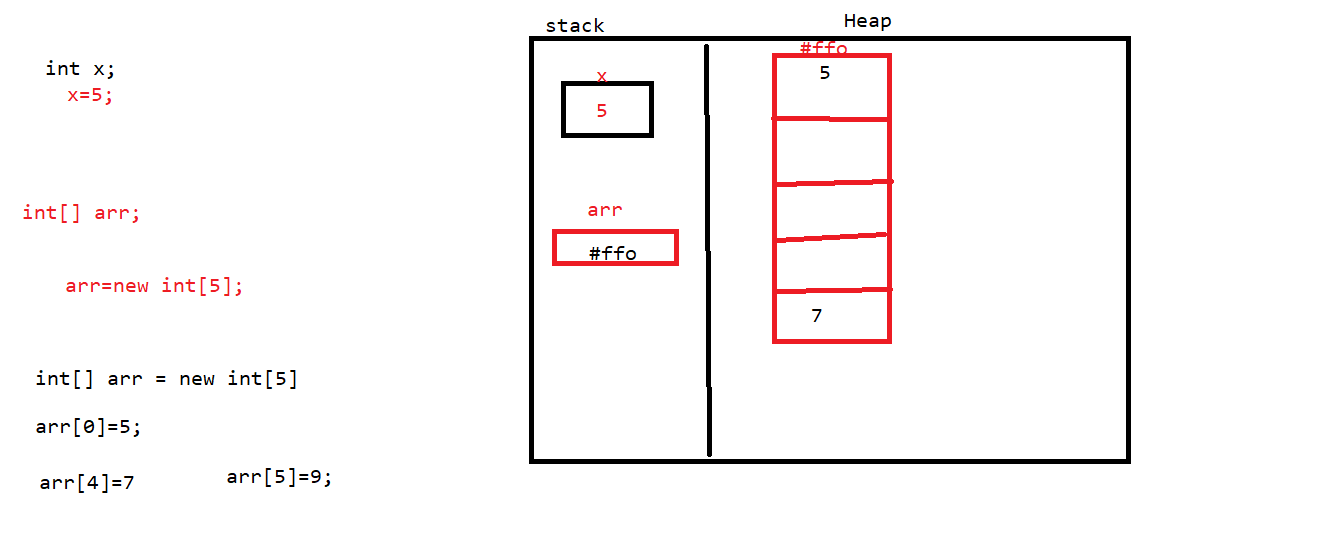 int x;
x=5;
int[] arr;
arr=new int[5];
int[] arr = new int[5]
arr[0]=5;
arr[4]=7
arr[5]=9;
stack
Heap
x
5
arr
#ffo
#ffo
5
7